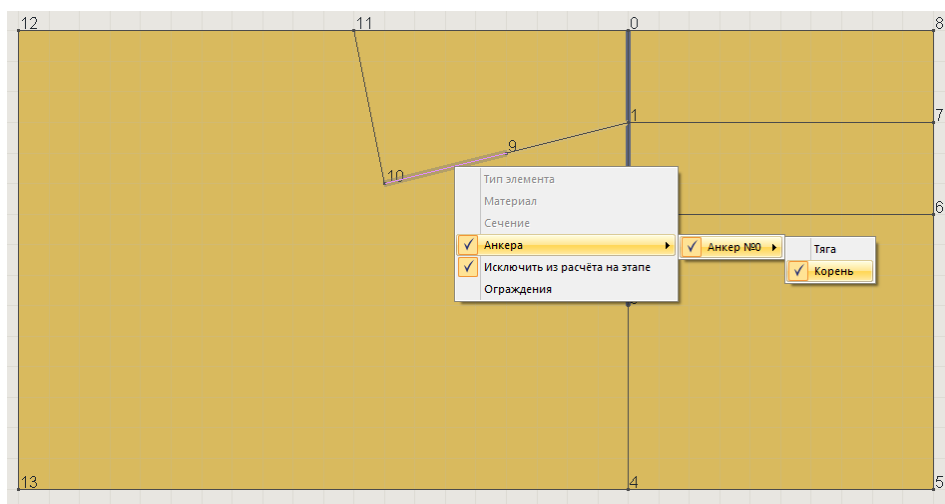 12 11 0 8
1 7
9
10
Тип элемента
Материал
Сечение 6
Анкера Анкер №0 Тяга
Исключить из расчёта на этапе Корень
Ограждения
13 4 5